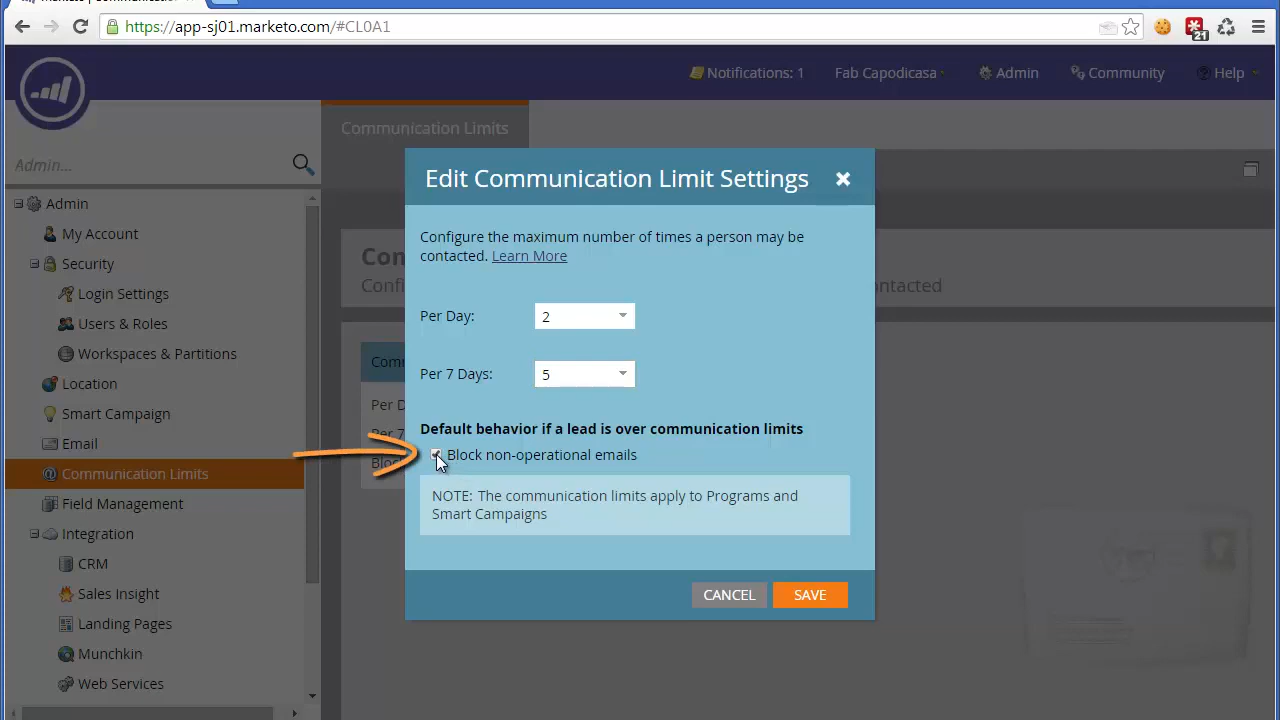 https://app-sj01.marketo.com/#CL0A1
21
Notifications: 1
Fab Capodicasa
Admin
Community
Help
Admin...
Communication Limits
Admin
My Account
Security
Login Settings
Users & Roles
Workspaces & Partitions
Location
Smart Campaign
Email
Communication Limits
Field Management
Integration
CRM
Sales Insight
Landing Pages
Munchkin
Web Services
Edit Communication Limit Settings
Configure the maximum number of times a person may be
contacted. Learn More
Per Day:
2
Per 7 Days:
5
Default behavior if a lead is over communication limits
Block non-operational emails
NOTE: The communication limits apply to Programs and
Smart Campaigns
CANCEL
SAVE